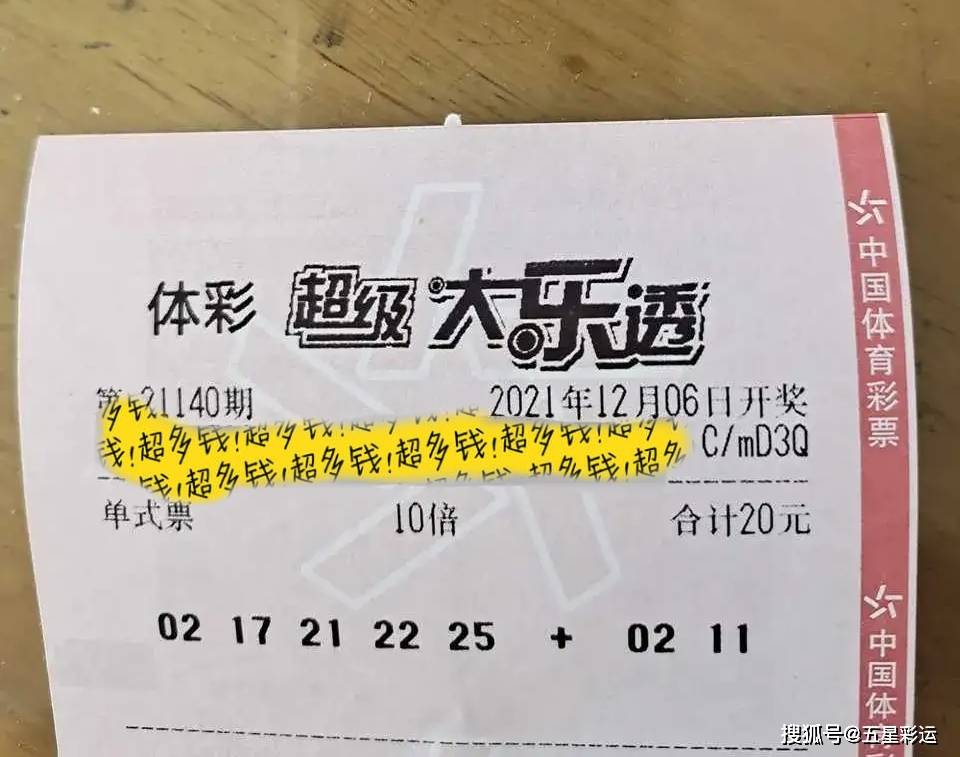 体彩 超级大乐透
第21140期 2021年12月06日开奖
多钱
钱!超多钱!超多钱!超多钱!超多钱!超多钱!超多 C/mD3Q
钱!超多钱!超多钱!超多钱!超多钱!超多钱!超多
单式票 10倍 合计20元
02 17 21 22 25 + 02 11
中国体育彩票
中国体
搜狐号@五星彩运